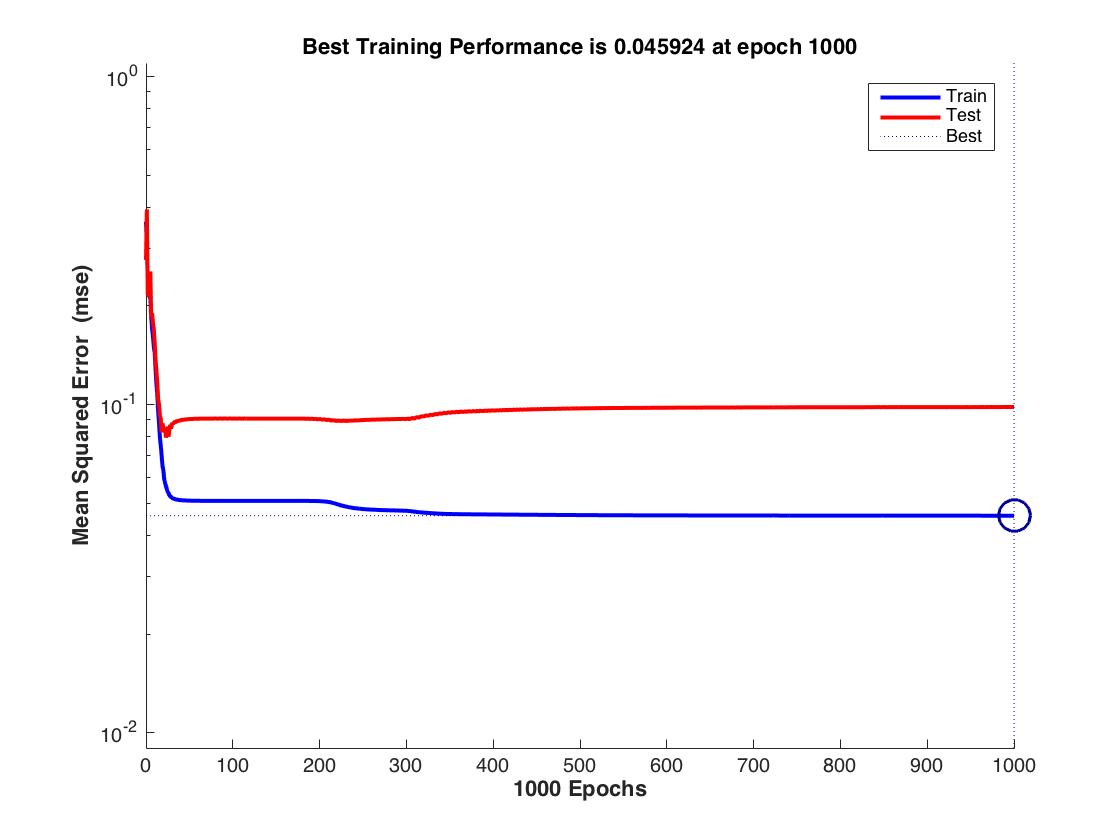 Best Training Performance is 0.045924 at epoch 1000
Train
Test
Best
Mean Squared Error (mse)
10^0
10^-1
10^-2
0 100 200 300 400 500 600 700 800 900 1000
1000 Epochs